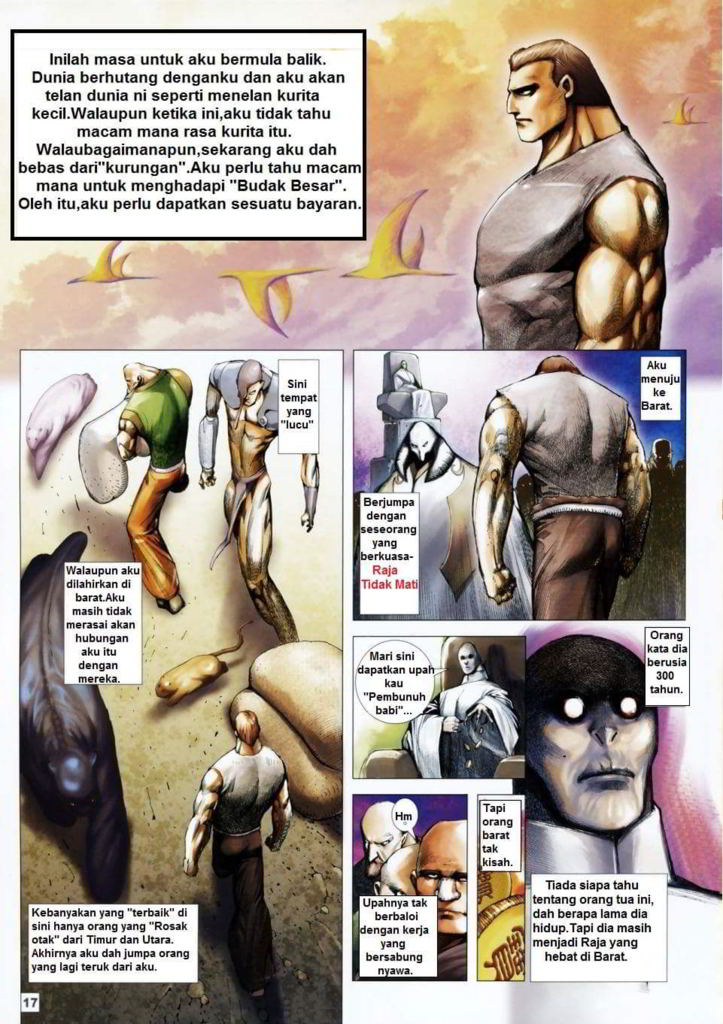 Inilah masa untuk aku bermula balik.
Dunia berhutang denganku dan aku akan
telan dunia ni seperti menelan kurita
kecil.Walaupun ketika ini,aku tidak tahu
macam mana rasa kurita itu.
Walaubagaimanapun,sekarang aku dah
bebas dari"kurungan".Aku perlu tahu macam
mana untuk menghadapi "Budak Besar".
Oleh itu,aku perlu dapatkan sesuatu bayaran.
Sini
tempat
yang
"lucu"
Walaupun aku
dilahirkan di
barat.Aku
masih tidak
merasai akan
hubungan
aku itu
dengan
mereka.
Kebanyakan yang "terbaik" di
sini hanya orang yang "Rosak
otak" dari Timur dan Utara.
Akhirnya aku dah jumpa orang
yang lagi teruk dari aku.
Aku
menuju
ke
Barat.
Berjumpa
dengan
seseorang
yang
berkuasa-
Raja
Tidak Mati
Mari sini
dapatkan upah
kau
"Pembunuh
babi"...
Orang
kata dia
berusia
300
tahun.
Hm
Upahnya tak
berbaloi
dengan kerja
yang
bersabung
nyawa.
Tapi
orang
barat
tak
kisah.
Tiada siapa tahu
tentang orang tua ini,
dah berapa lama dia
hidup.Tapi dia masih
menjadi Raja yang
hebat di Barat.
17